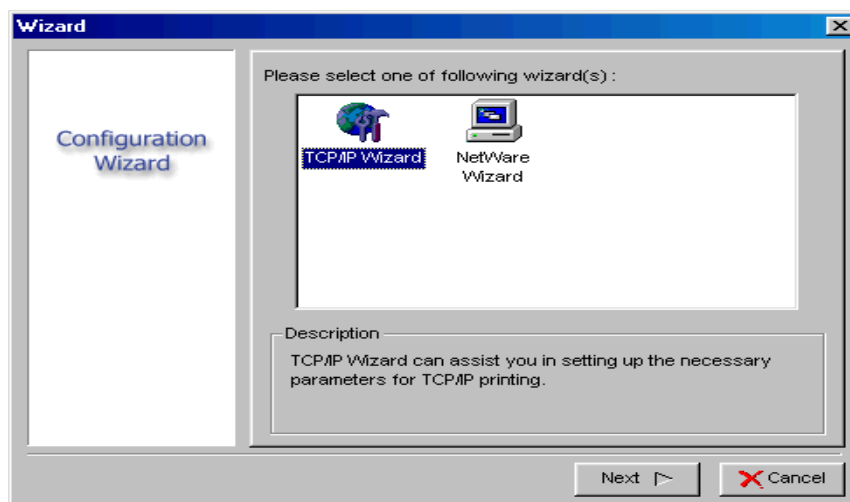 Wizard
Configuration
Wizard
Please select one of following wizard(s) :
TCP/IP Wizard
NetWare
Wizard
Description
TCP/IP Wizard can assist you in setting up the necessary
parameters for TCP/IP printing.
Next
Cancel